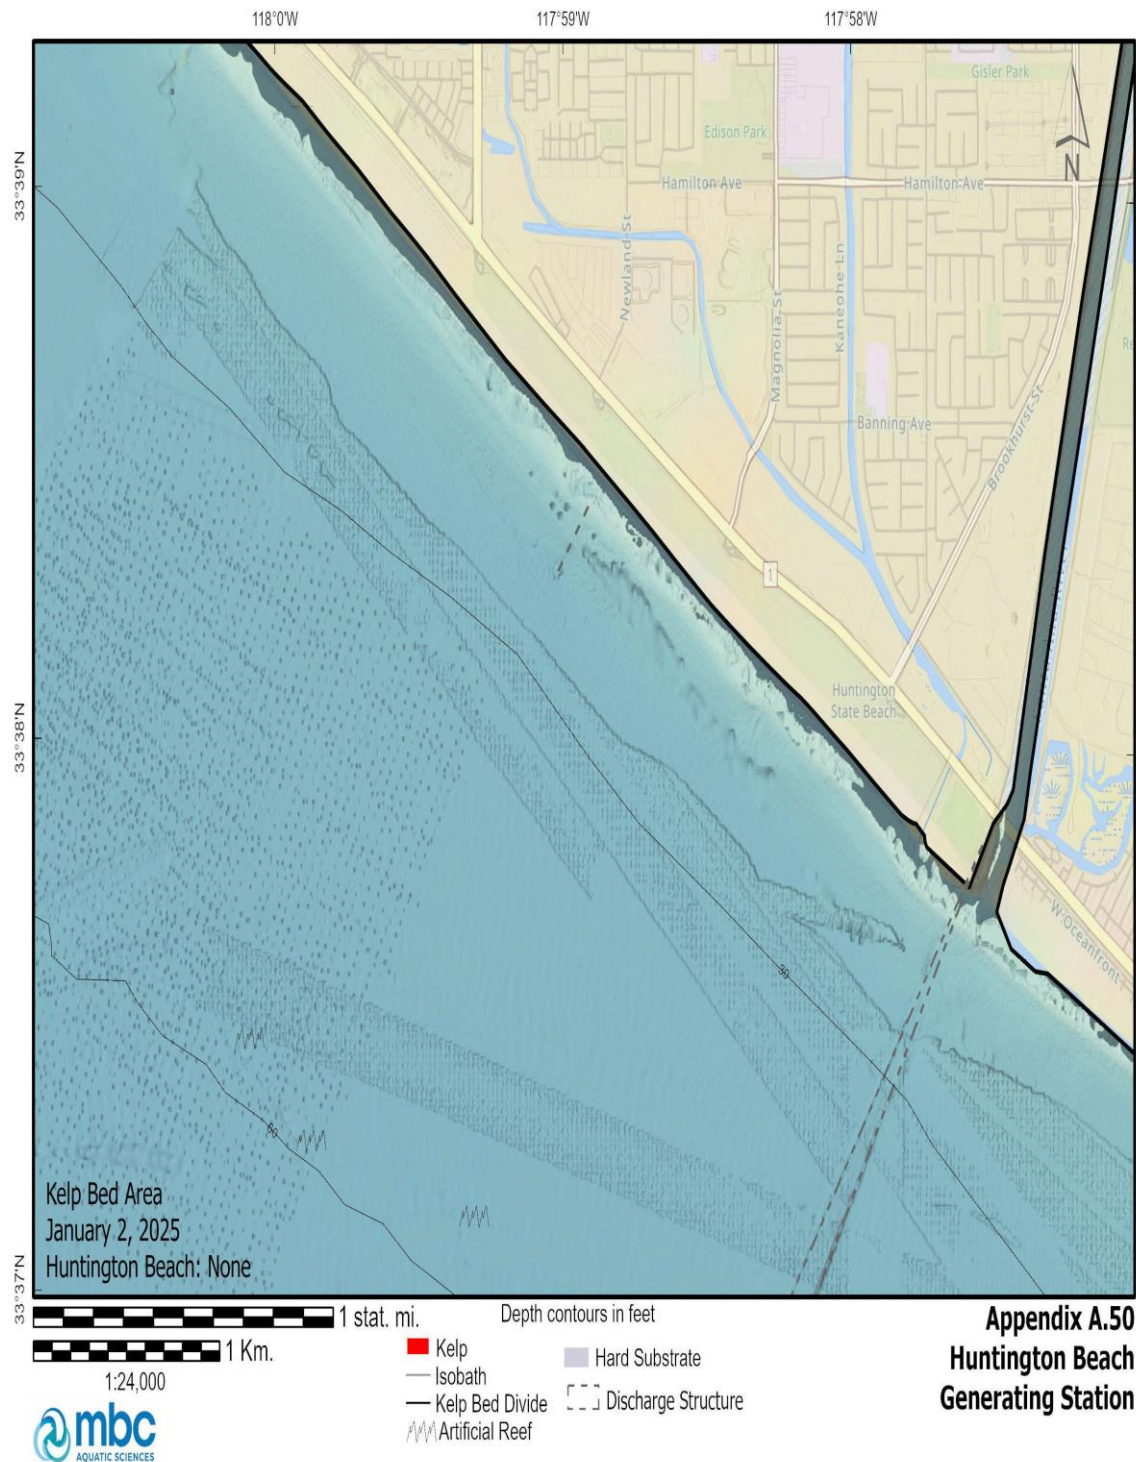 118°0'W
117°59'W
117°58'W
33°39'N
33°38'N
33°37'N
Gisler Park
Edison Park
N
Hamilton Ave
Hamilton Ave
Newland St
Magnolia St
Kaneohe Ln
Re
Banning Ave
Brookhurst St
1
Huntington
State Beach
W Oceanfront
30
60
Kelp Bed Area
January 2, 2025
Huntington Beach: None
1 stat. mi.
1 Km.
1:24,000
Depth contours in feet
Kelp
Isobath
Kelp Bed Divide
Artificial Reef
Hard Substrate
Discharge Structure
Appendix A.50
Huntington Beach
Generating Station
mbc
AQUATIC SCIENCES